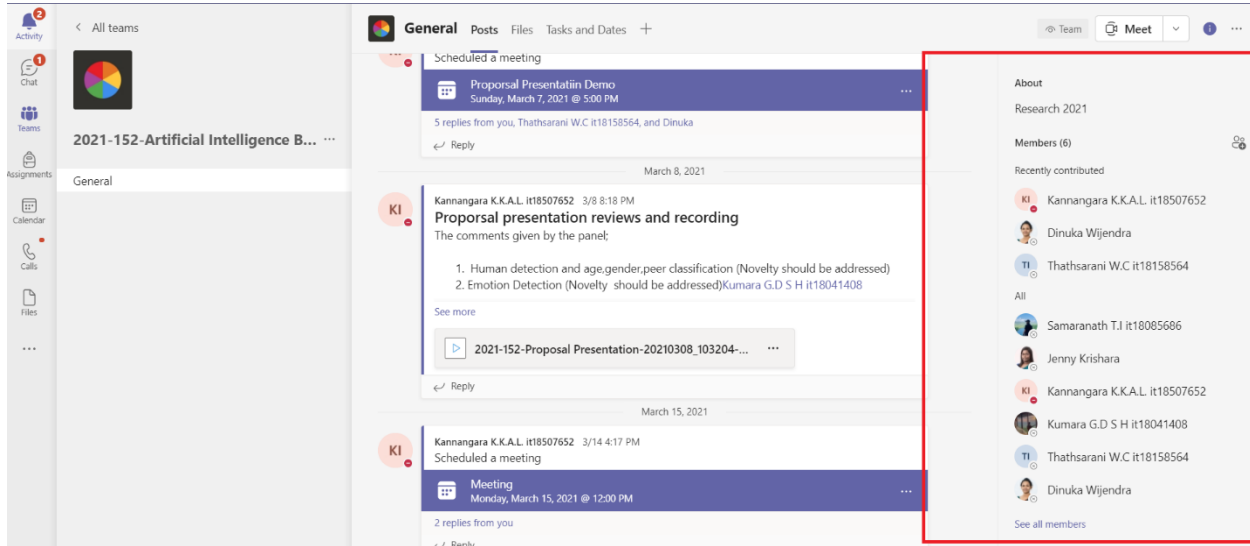 2
Activity
1
Chat
Teams
Assignments
Calendar
Calls
Files
...
All teams
2021-152-Artificial Intelligence B... ...
General
General Posts Files Tasks and Dates +
Team Meet ...
Scheduled a meeting
Proporsal Presentatiin Demo
Sunday, March 7, 2021 @ 5:00 PM
...
5 replies from you, Thathsarani W.C it18158564, and Dinuka
Reply
March 8, 2021
KI
Kannangara K.K.A.L. it18507652 3/8 8:18 PM
Proporsal presentation reviews and recording
The comments given by the panel;
1. Human detection and age,gender,peer classification (Novelty should be addressed)
2. Emotion Detection (Novelty should be addressed)Kumara G.D S H it18041408
See more
2021-152-Proposal Presentation-20210308_103204-... ...
Reply
March 15, 2021
KI
Kannangara K.K.A.L. it18507652 3/14 4:17 PM
Scheduled a meeting
Meeting
Monday, March 15, 2021 @ 12:00 PM
...
2 replies from you
Reply
About
Research 2021
Members (6)
Recently contributed
KI Kannangara K.K.A.L. it18507652
Dinuka Wijendra
TI Thathsarani W.C it18158564
All
Samaranath T.I it18085686
Jenny Krishara
KI Kannangara K.K.A.L. it18507652
Kumara G.D S H it18041408
TI Thathsarani W.C it18158564
Dinuka Wijendra
See all members